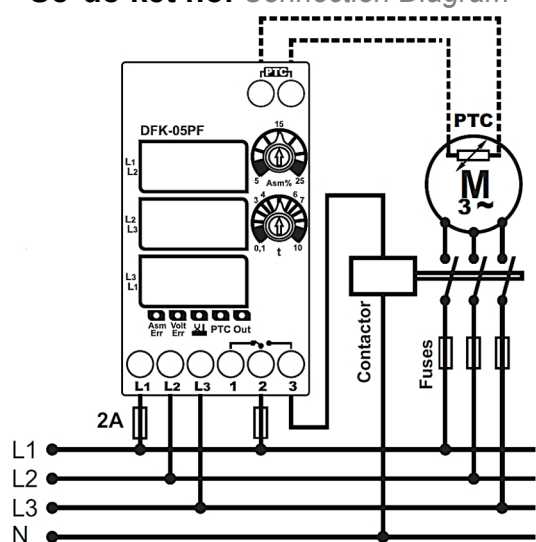 Sơ đồ kết nối Connection Diagram
PTC
DFK-05PF
L1
L2
15
5 Asm% 25
L2
L3
3 4 6 7
0,1 t 10
L3
L1
Asm Err Volt Err PTC Out
L1 L2 L3 1 2 3
2A
PTC
M
3~
Contactor
Fuses
L1
L2
L3
N